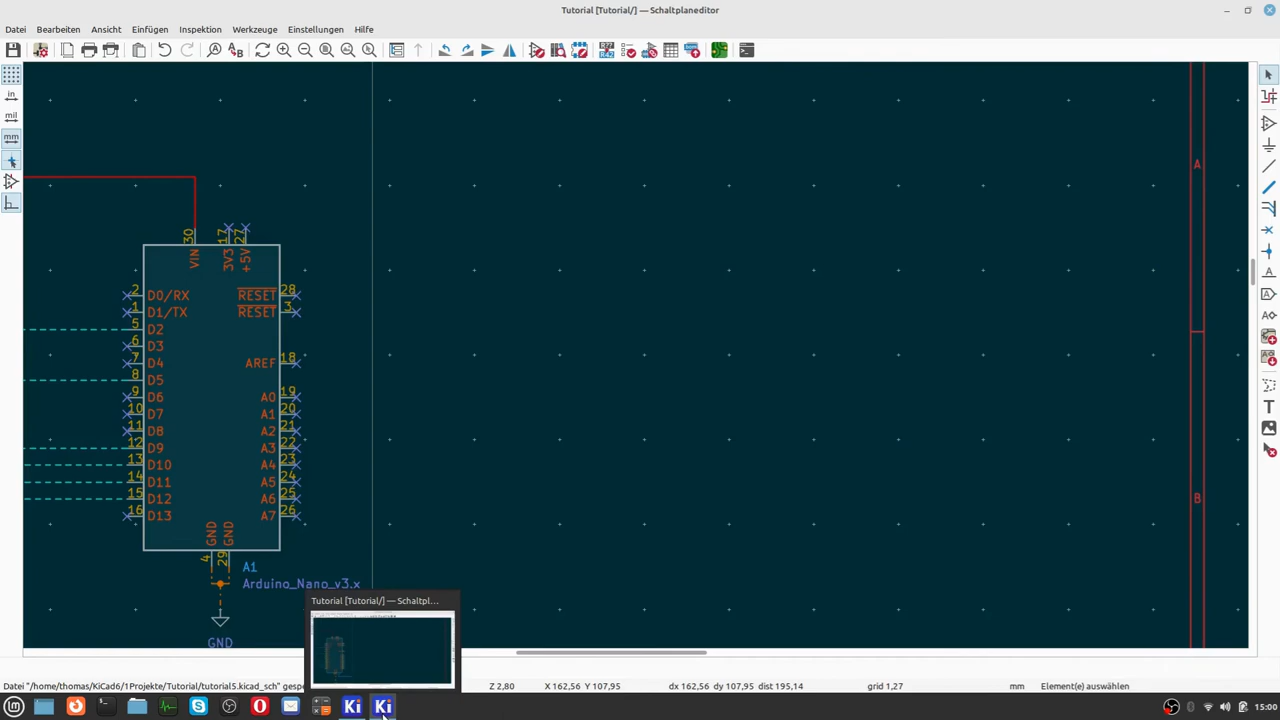 Tutorial [Tutorial/] — Schaltplaneditor
Datei Bearbeiten Ansicht Einfügen Inspektion Werkzeuge Einstellungen Hilfe
in
mil
mm
A
B
30
17
27
VIN
3V3
+5V
2 D0/RX RESET 28
1 D1/TX RESET 3
5 D2
6 D3
7 D4 AREF 18
8 D5
9 D6 A0 19
10 D7 A1 20
11 D8 A2 21
12 D9 A3 22
13 D10 A4 23
14 D11 A5 24
15 D12 A6 25
16 D13 A7 26
GND GND
4 29
A1
Arduino_Nano_v3.x
GND
Tutorial [Tutorial/] — Schaltpl...
Datei "/home/thomas/KiCad6/1Projekte/Tutorial/tutorial5.kicad_sch" gesp
Z 2,80 X 162,56 Y 107,95 dx 162,56 dy 107,95 dist 195,14 grid 1,27 mm Element(e) auswählen
Ki Ki
15:00